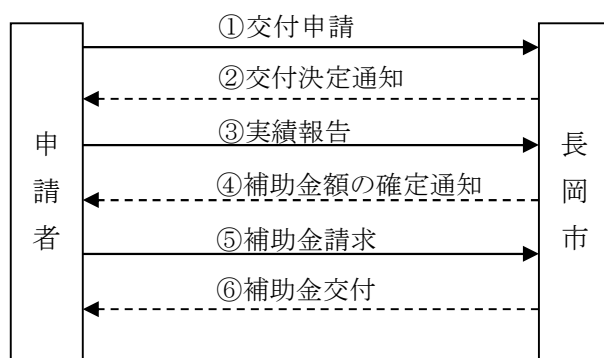 ①交付申請
②交付決定通知
③実績報告
④補助金額の確定通知
⑤補助金請求
⑥補助金交付
申請者
長岡市